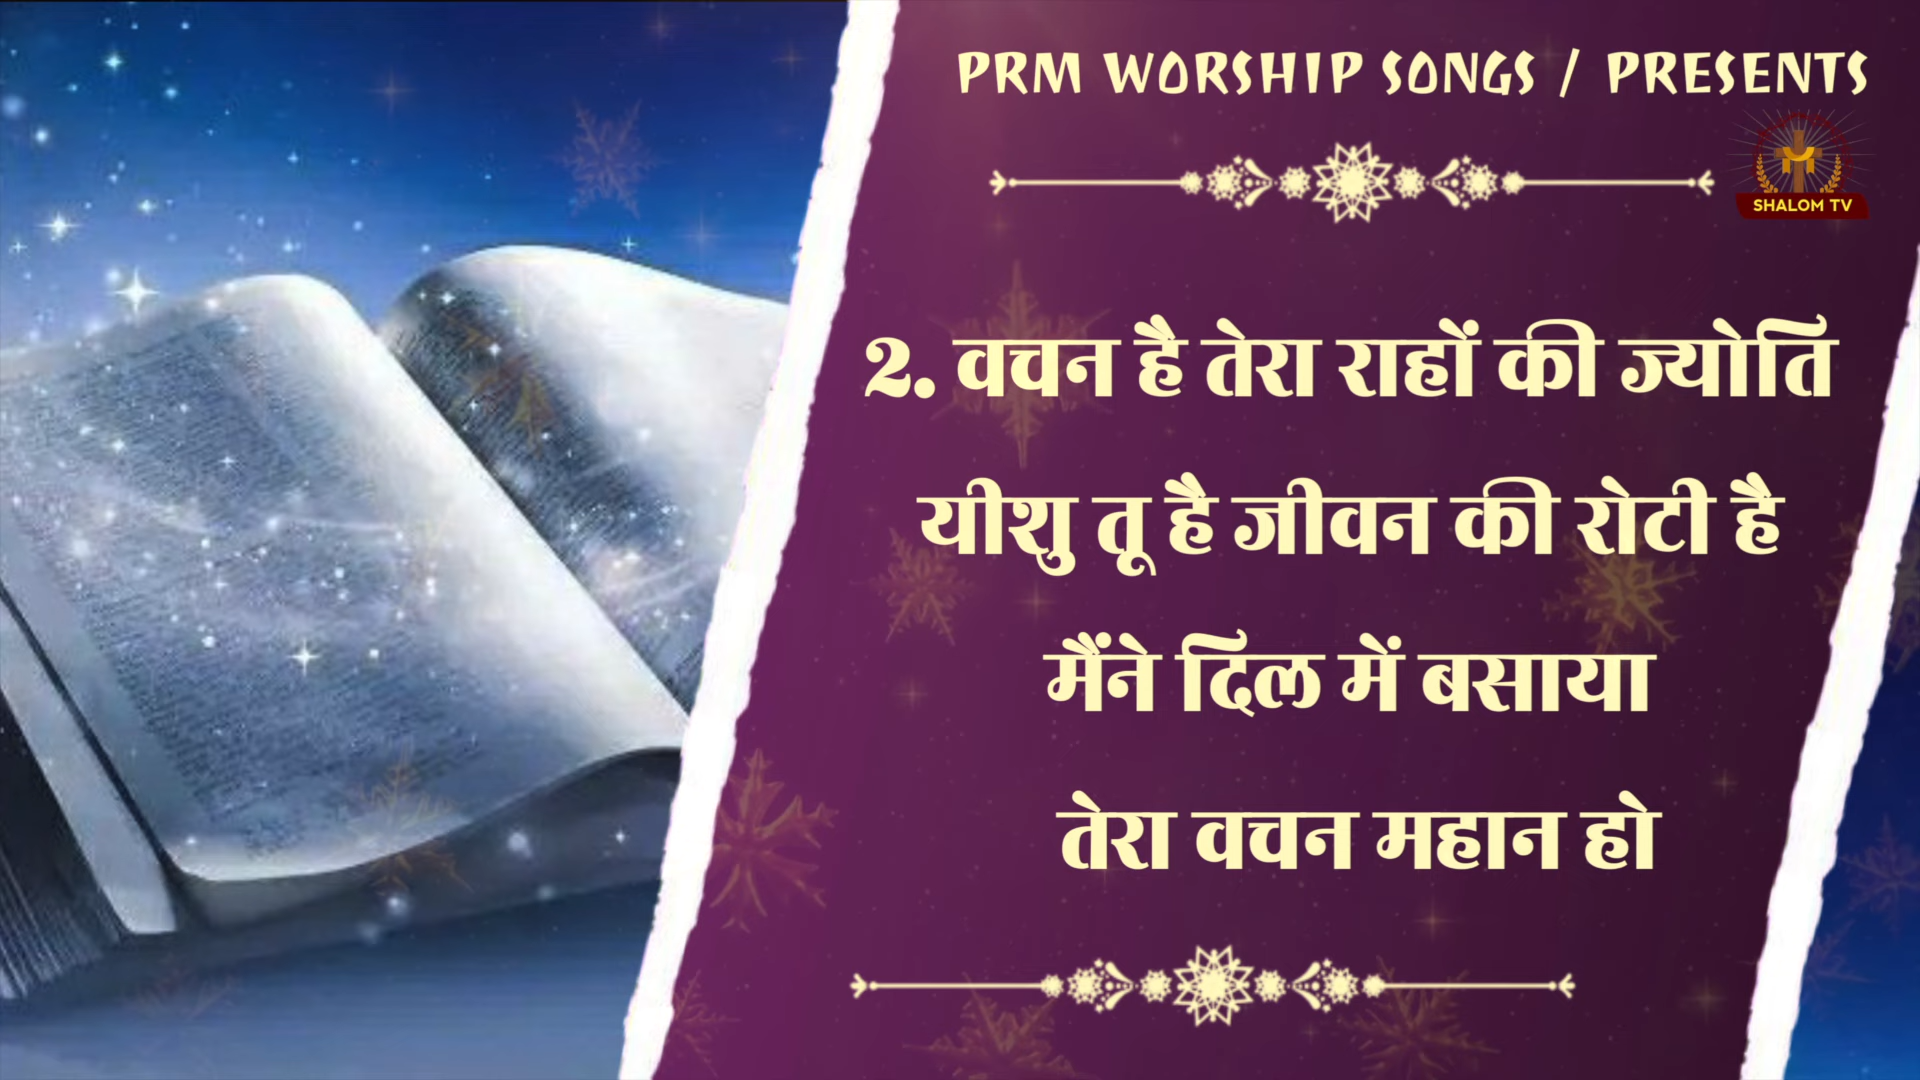 PRM WORSHIP SONGS / PRESENTS
SHALOM TV
2. वचन है तेरा राहों की ज्योति
यीशु तू है जीवन की रोटी है
मैंने दिल में बसाया
तेरा वचन महान हो